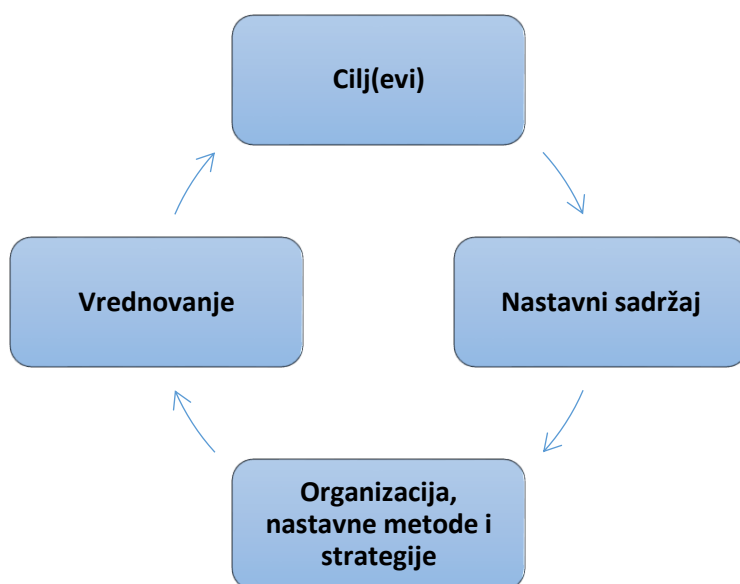 Cilj(evi)
Vrednovanje
Nastavni sadržaj
Organizacija,
nastavne metode i
strategije